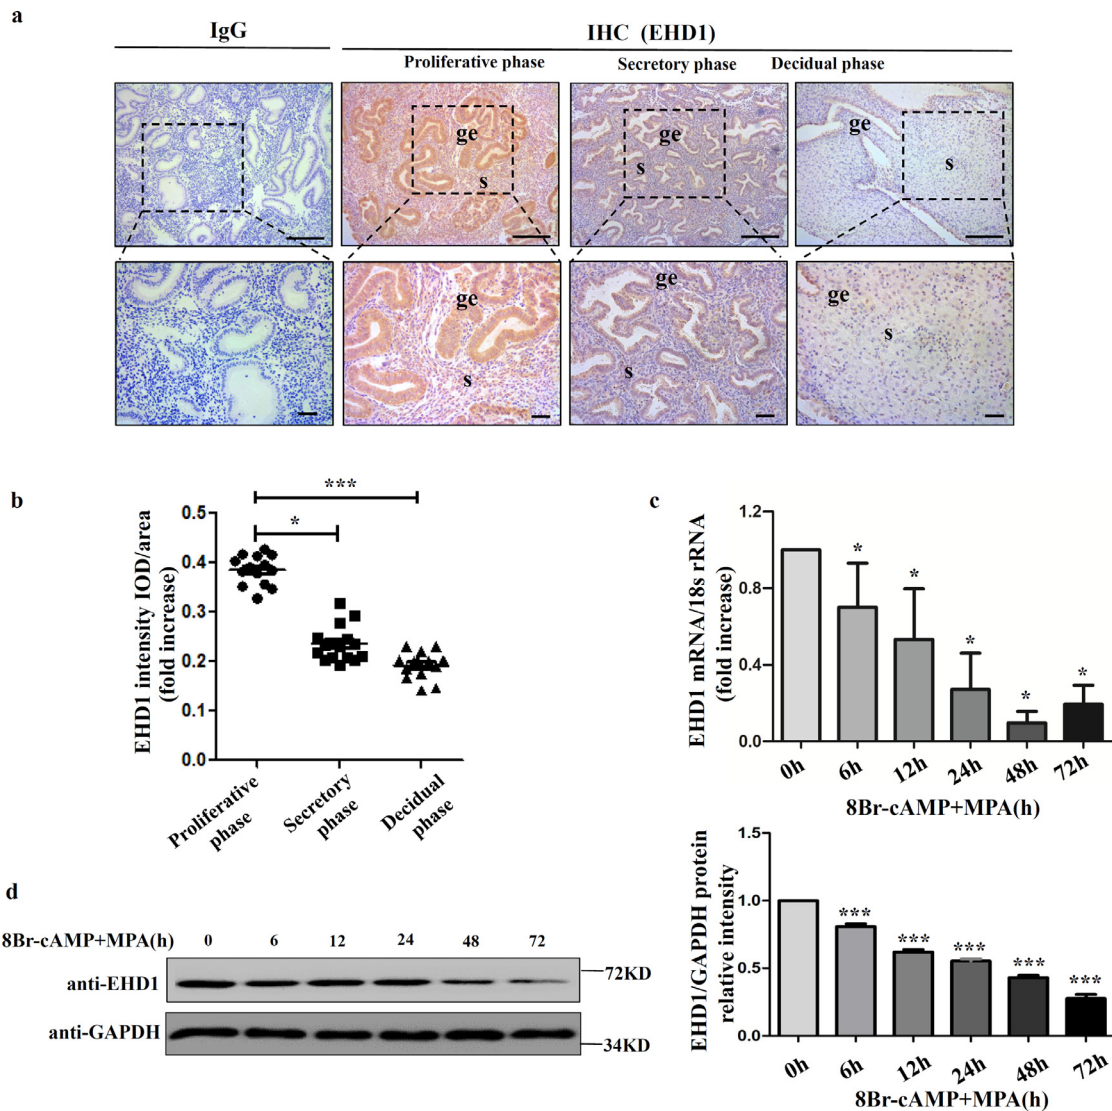 a
IgG
IHC (EHD1)
Proliferative phase
Secretory phase
Decidual phase
ge
s
ge
s
ge
s
ge
s
ge
s
ge
s
b
EHD1 intensity IOD/area
(fold increase)
0.5
0.4
0.3
0.2
0.1
0.0
***
*
Proliferative
phase
Secretory
phase
Decidual
phase
c
EHD1 mRNA/18s rRNA
(fold increase)
1.2
0.8
0.4
0.0
*
*
*
*
*
0h
6h
12h
24h
48h
72h
8Br-cAMP+MPA(h)
d
8Br-cAMP+MPA(h) 0 6 12 24 48 72
anti-EHD1
72KD
anti-GAPDH
34KD
EHD1/GAPDH protein
relative intensity
1.5
1.0
0.5
0.0
***
***
***
***
***
0h
6h
12h
24h
48h
72h
8Br-cAMP+MPA(h)